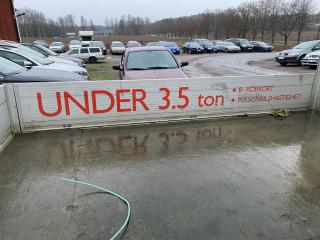 UNDER 3.5 ton
• B-KÖRKORT
• PERSONBILSHASTIGHET